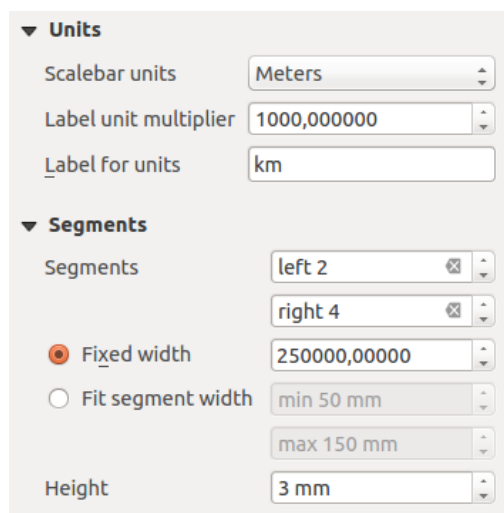 Units
Scalebar units Meters
Label unit multiplier 1000,000000
Label for units km
Segments
Segments left 2
right 4
Fixed width 250000,00000
Fit segment width min 50 mm
max 150 mm
Height 3 mm